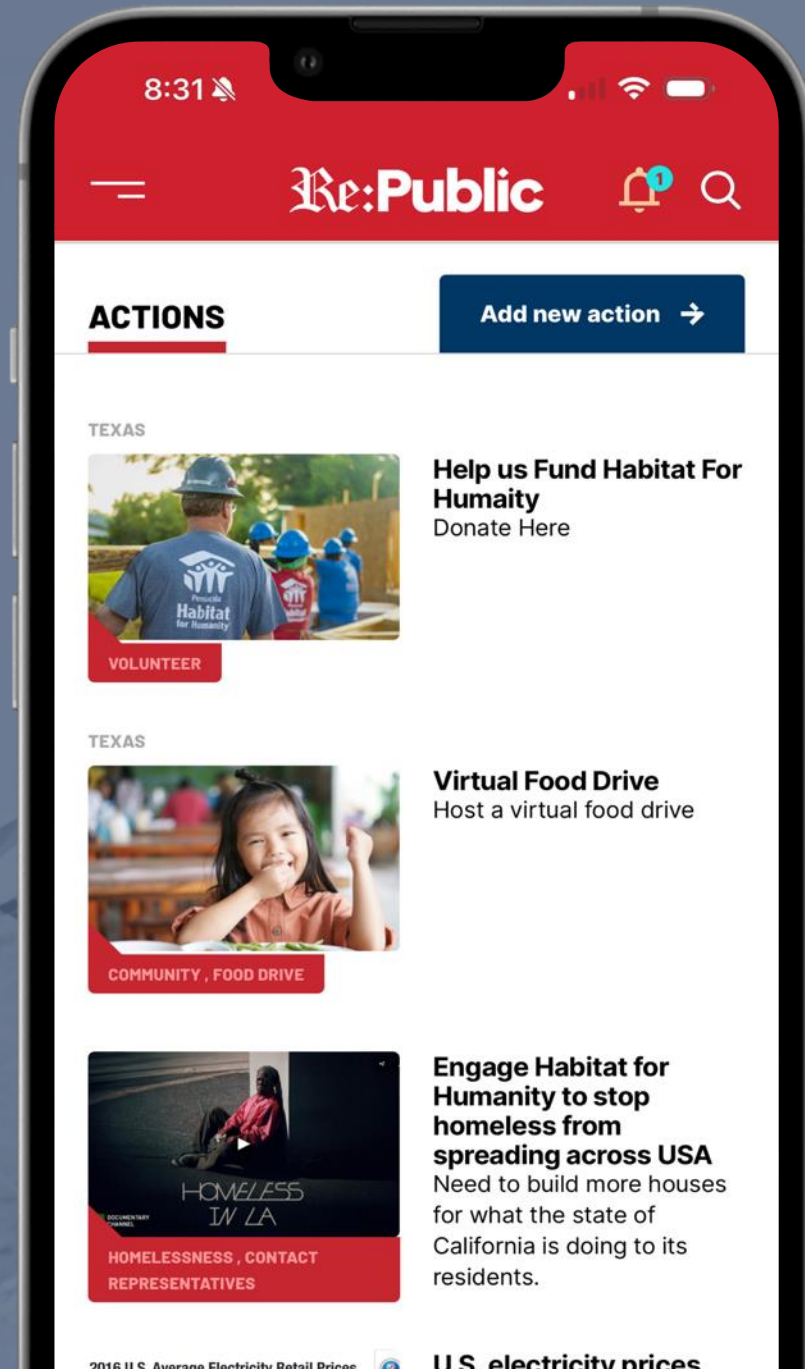 8:31
Re:Public
1
ACTIONS
Add new action →
TEXAS
Help us Fund Habitat For
Humaity
Donate Here
Habitat
for Humanity
VOLUNTEER
TEXAS
Virtual Food Drive
Host a virtual food drive
COMMUNITY , FOOD DRIVE
Engage Habitat for
Humanity to stop
homeless from
spreading across USA
Need to build more houses
for what the state of
California is doing to its
residents.
HOMELESS
IN LA
DOCUMENTARY
CHANNEL
HOMELESSNESS , CONTACT
REPRESENTATIVES
2016 U.S. Average Electricity Retail Prices
U.S. electricity prices